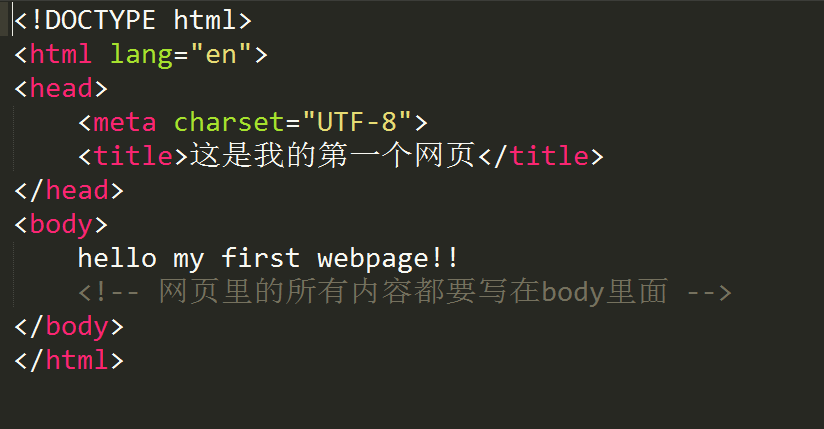 <!DOCTYPE html>
<html lang="en">
<head>
    <meta charset="UTF-8">
    <title>这是我的第一个网页</title>
</head>
<body>
    hello my first webpage!!
    <!-- 网页里的所有内容都要写在body里面 -->
</body>
</html>